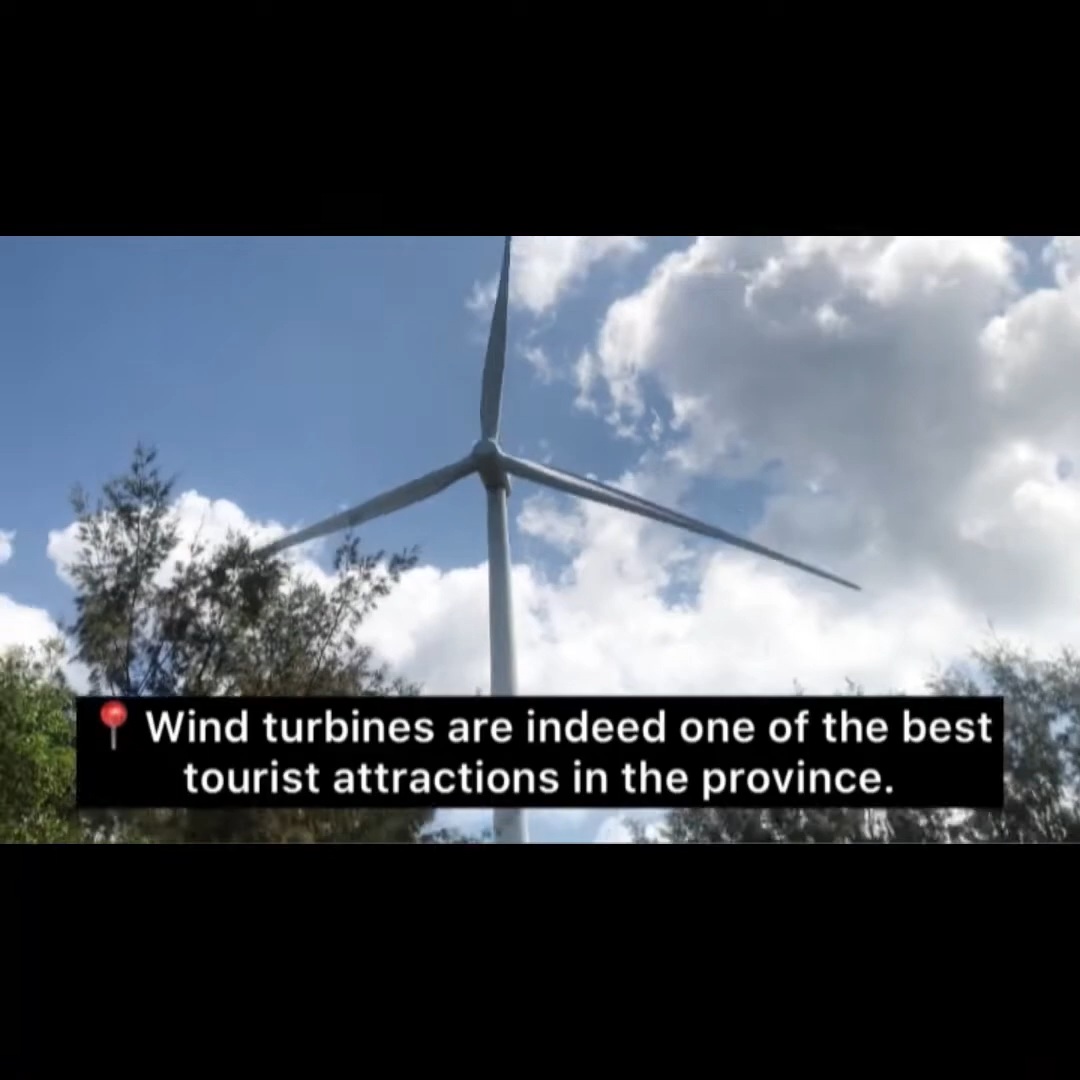 📍 Wind turbines are indeed one of the best
tourist attractions in the province.